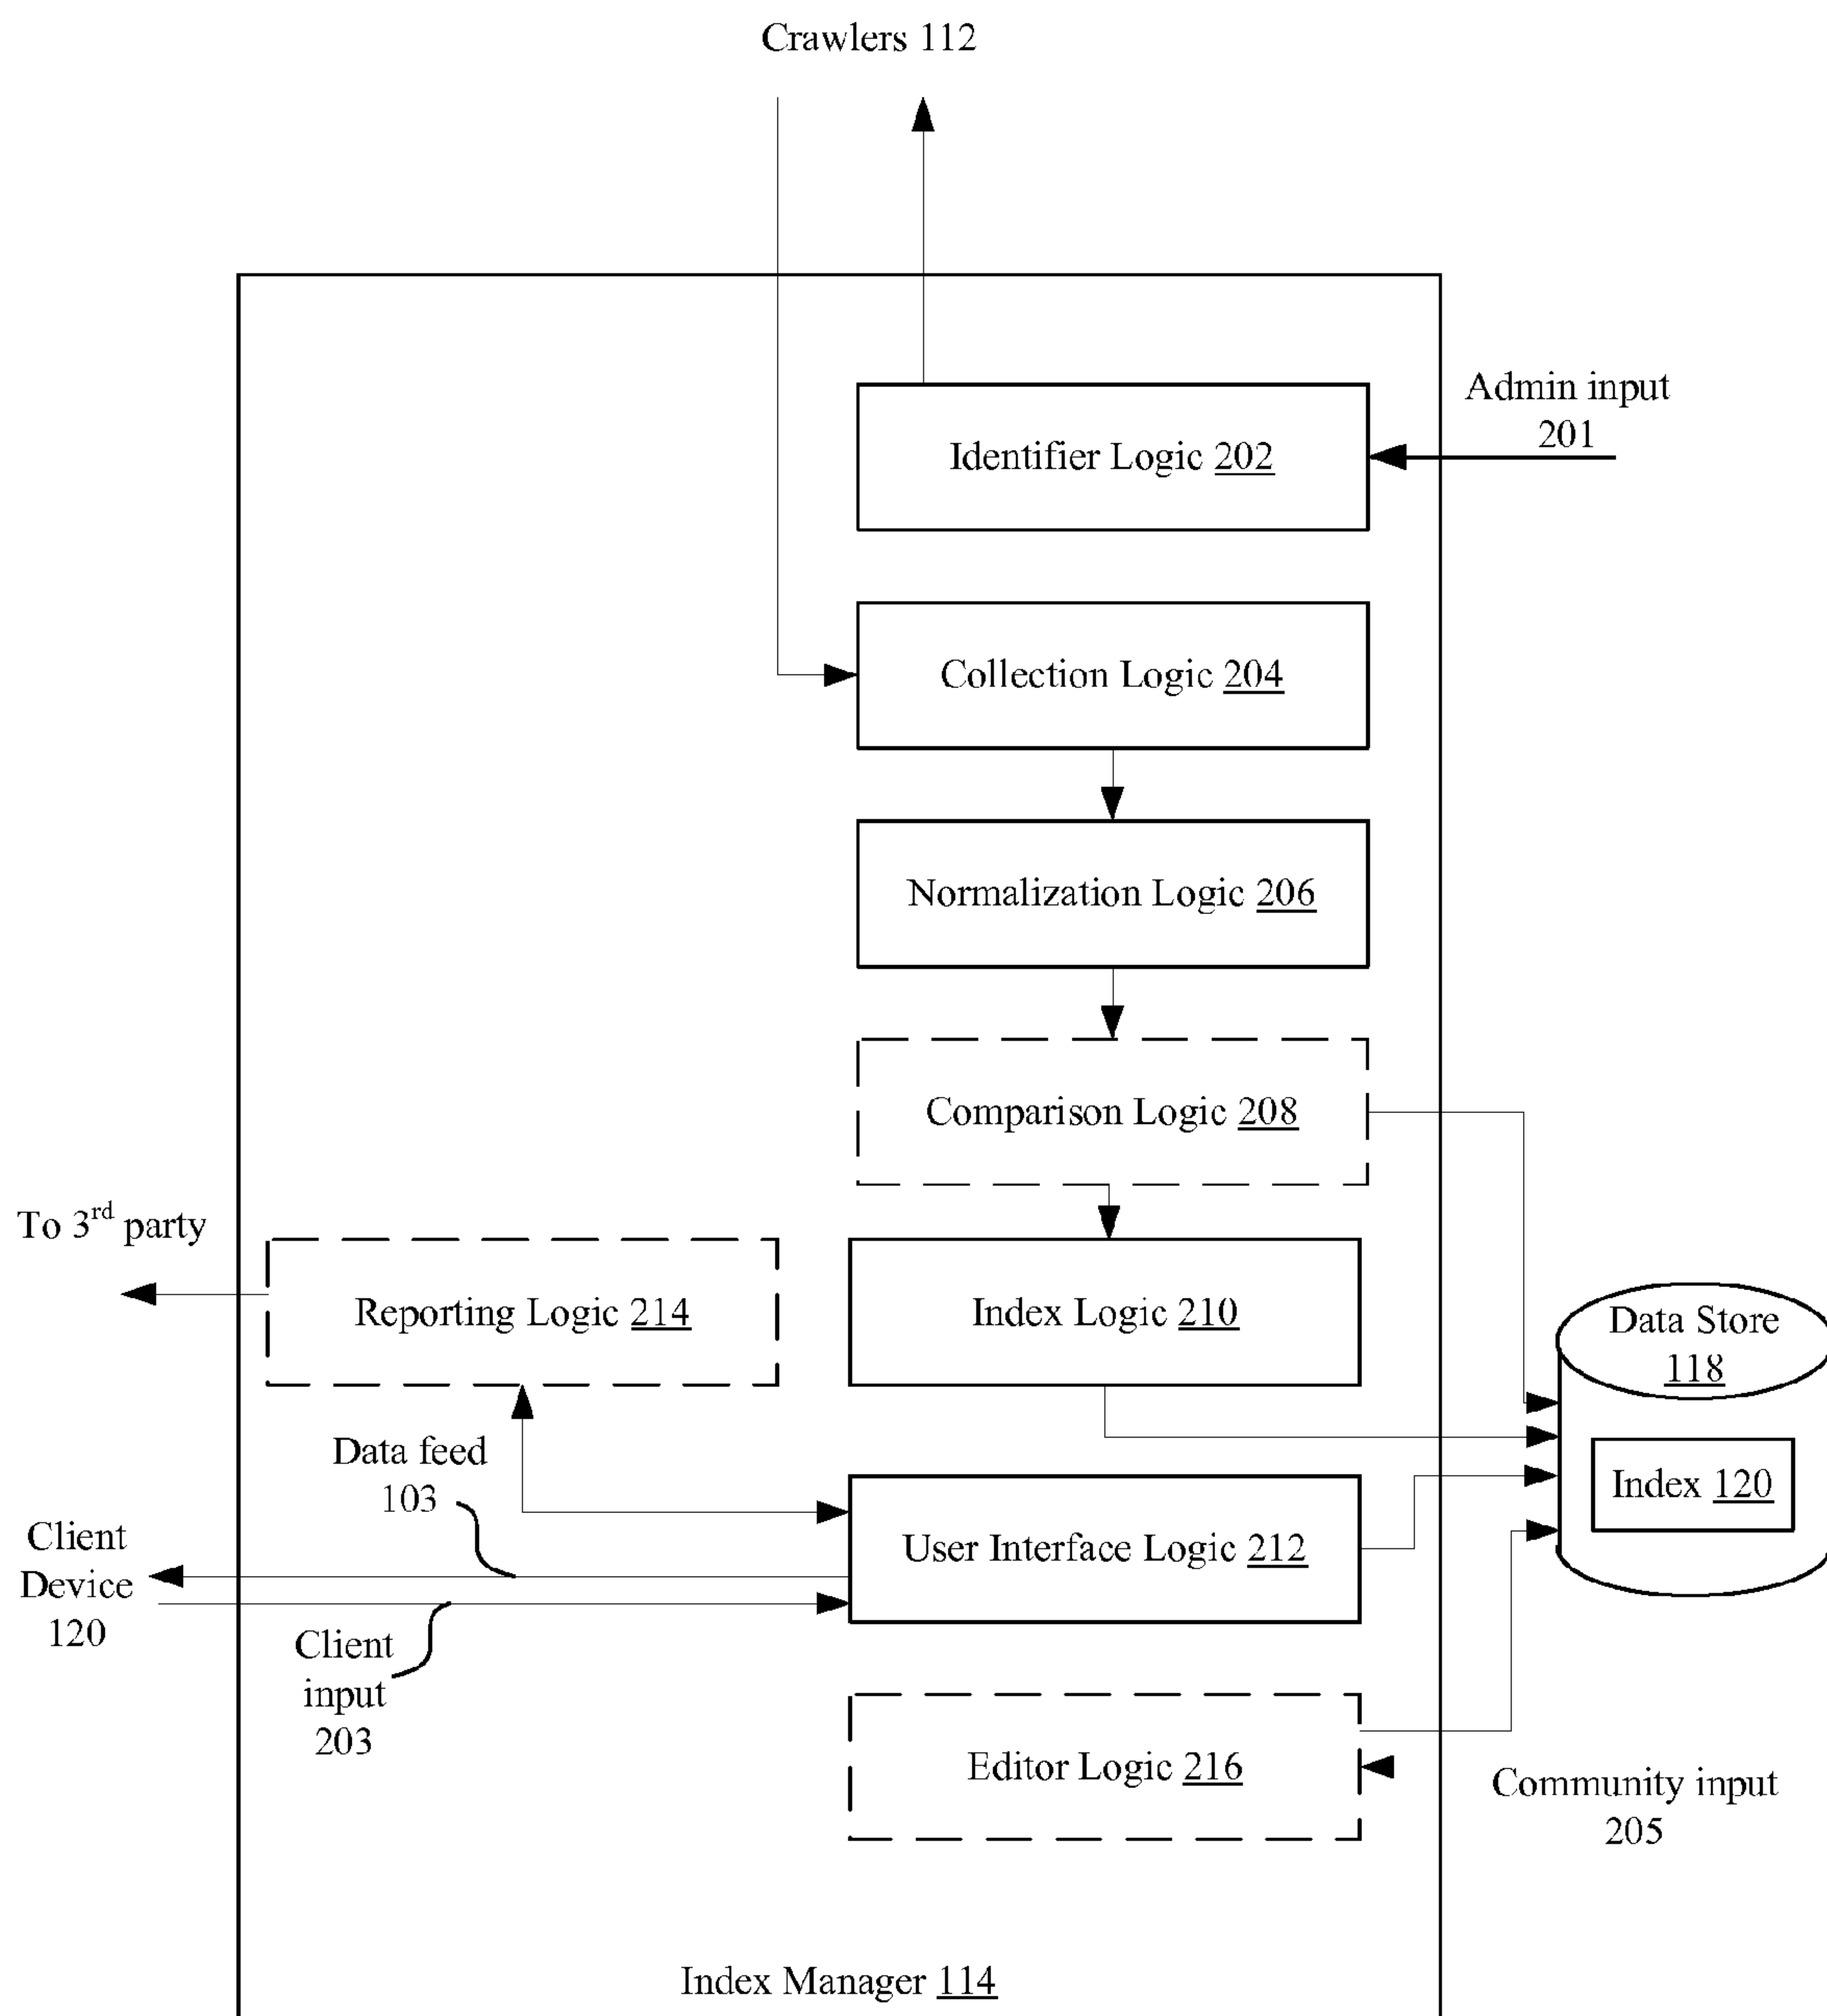 Crawlers 112
Admin input
201
Identifier Logic 202
Collection Logic 204
Normalization Logic 206
Comparison Logic 208
To 3rd party
Reporting Logic 214
Index Logic 210
Data Store
118
Index 120
Data feed
103
User Interface Logic 212
Client
Device
120
Client
input
203
Editor Logic 216
Community input
205
Index Manager 114